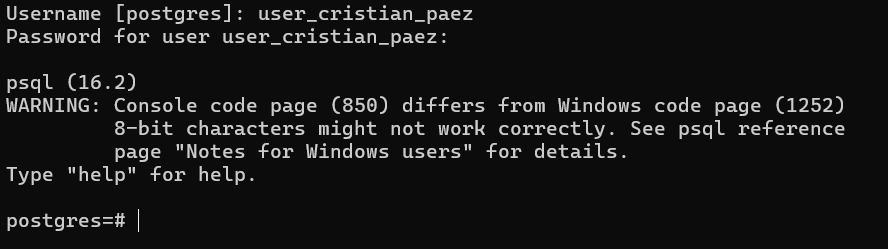 Username [postgres]: user_cristian_paez
Password for user user_cristian_paez:

psql (16.2)
WARNING: Console code page (850) differs from Windows code page (1252)
         8-bit characters might not work correctly. See psql reference
         page "Notes for Windows users" for details.
Type "help" for help.

postgres=#